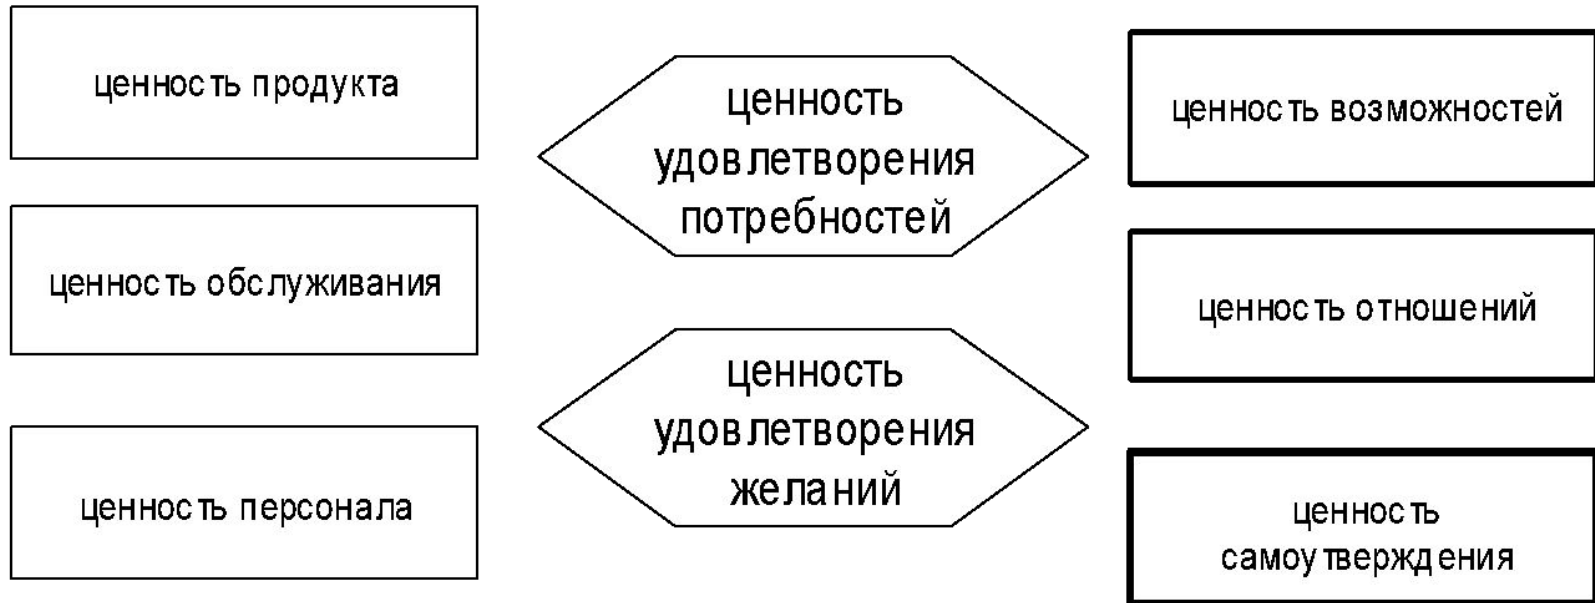 ценность продукта
ценность обслуживания
ценность персонала
ценность
удовлетворения
потребностей
ценность
удовлетворения
желаний
ценность возможностей
ценность отношений
ценность
самоутверждения